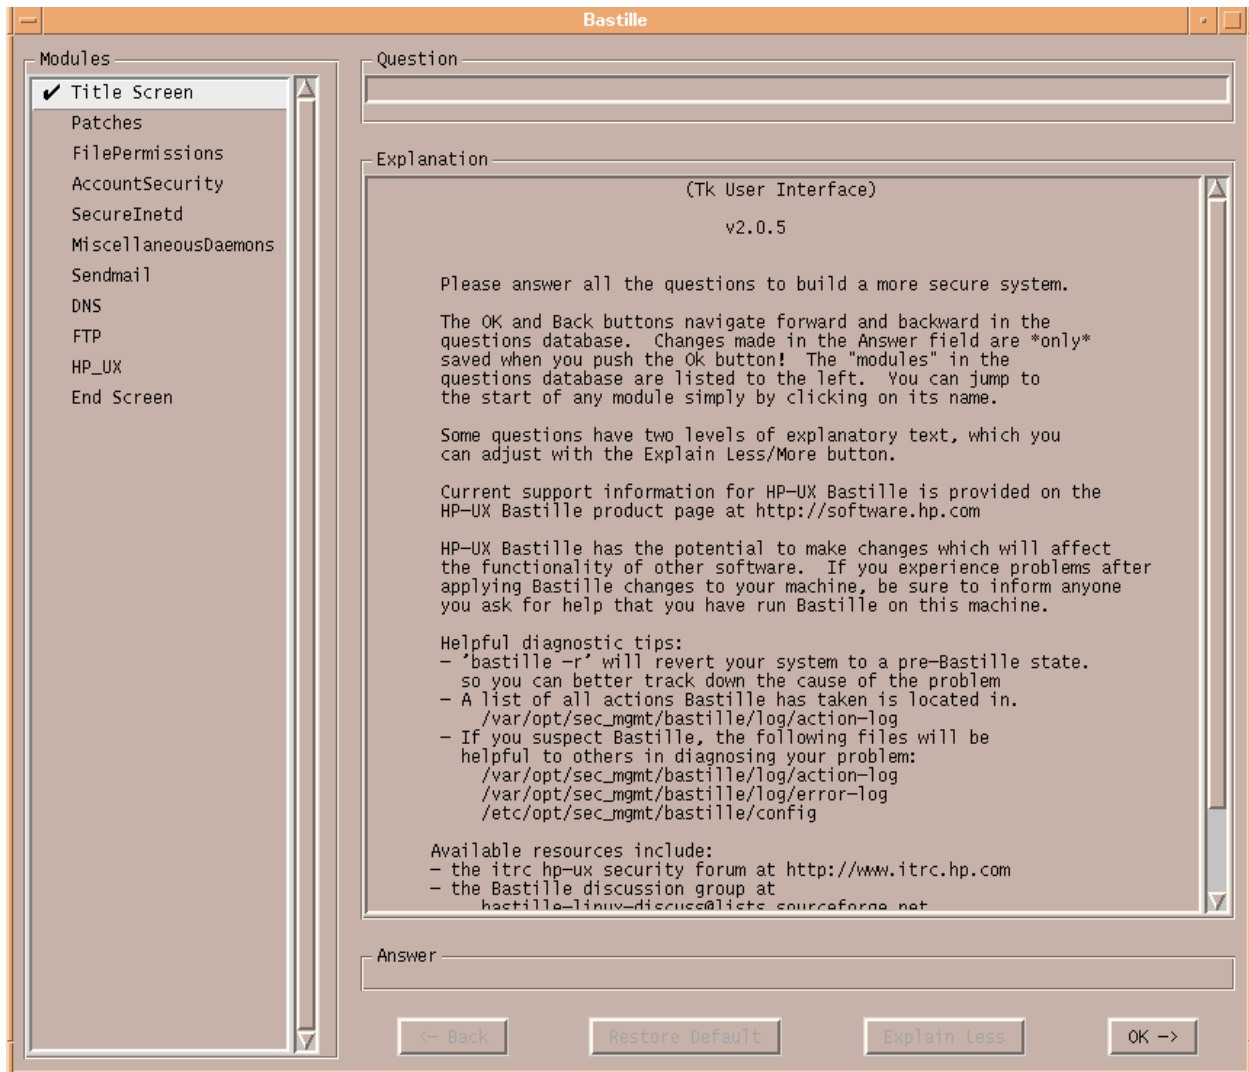 Bastille
Modules
✔ Title Screen
Patches
FilePermissions
AccountSecurity
SecureInetd
MiscellaneousDaemons
Sendmail
DNS
FTP
HP_UX
End Screen
Question
Explanation
(Tk User Interface)
v2.0.5
Please answer all the questions to build a more secure system.
The OK and Back buttons navigate forward and backward in the
questions database.  Changes made in the Answer field are *only*
saved when you push the Ok button!  The "modules" in the
questions database are listed to the left.  You can jump to
the start of any module simply by clicking on its name.
Some questions have two levels of explanatory text, which you
can adjust with the Explain Less/More button.
Current support information for HP-UX Bastille is provided on the
HP-UX Bastille product page at http://software.hp.com
HP-UX Bastille has the potential to make changes which will affect
the functionality of other software.  If you experience problems after
applying Bastille changes to your machine, be sure to inform anyone
you ask for help that you have run Bastille on this machine.
Helpful diagnostic tips:
- 'bastille -r' will revert your system to a pre-Bastille state.
so you can better track down the cause of the problem
- A list of all actions Bastille has taken is located in.
/var/opt/sec_mgmt/bastille/log/action-log
- If you suspect Bastille, the following files will be
helpful to others in diagnosing your problem:
/var/opt/sec_mgmt/bastille/log/action-log
/var/opt/sec_mgmt/bastille/log/error-log
/etc/opt/sec_mgmt/bastille/config
Available resources include:
- the itrc hp-ux security forum at http://www.itrc.hp.com
- the Bastille discussion group at
bastille-linux-discuss@lists.sourceforge.net
Answer
<- Back
Restore Default
Explain Less
OK ->